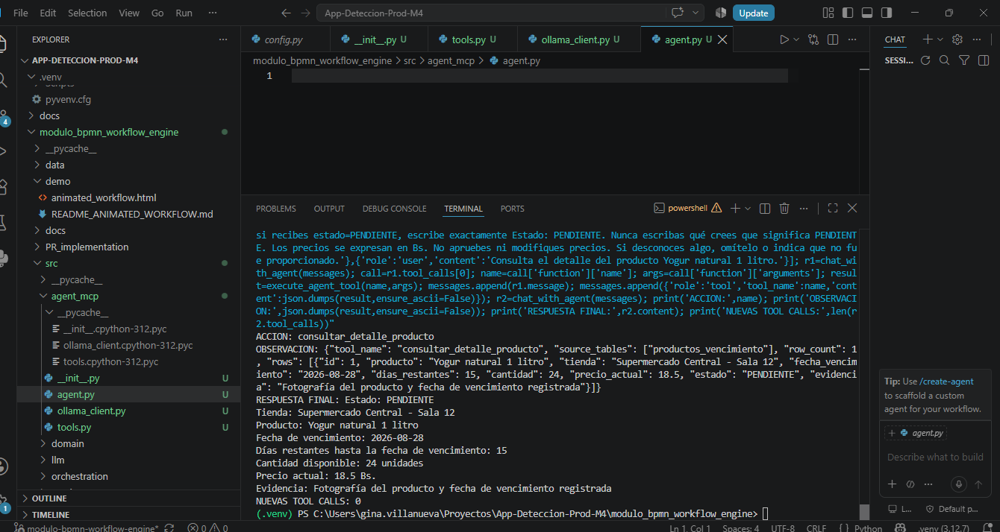 File Edit Selection View Go Run ··· App-Deteccion-Prod-M4 Update
EXPLORER ···
APP-DETECCION-PROD-M4
.venv
Scripts
pyvenv.cfg
docs
modulo_bpmn_workflow_engine
__pycache__
data
demo
animated_workflow.html
README_ANIMATED_WORKFLOW.md
docs
PR_implementation
src
__pycache__
agent_mcp
__pycache__
__init__.cpython-312.pyc
ollama_client.cpython-312.pyc
tools.cpython-312.pyc
__init__.py U
agent.py U
ollama_client.py U
tools.py U
domain
llm
orchestration
OUTLINE
TIMELINE
4
1
config.py __init__.py U tools.py U ollama_client.py U agent.py U
modulo_bpmn_workflow_engine > src > agent_mcp > agent.py
1
PROBLEMS OUTPUT DEBUG CONSOLE TERMINAL PORTS powershell
si recibes estado=PENDIENTE, escribe exactamente Estado: PENDIENTE. Nunca escribas qué crees que significa PENDIENT
E. Los precios se expresan en Bs. No apruebes ni modifiques precios. Si desconoces algo, omítelo o indica que no fu
e proporcionado.'},{'role':'user','content':'Consulta el detalle del producto Yogur natural 1 litro.'}]; r1=chat_wi
th_agent(messages); call=r1.tool_calls[0]; name=call['function']['name']; args=call['function']['arguments']; resul
t=execute_agent_tool(name,args); messages.append(r1.message); messages.append({'role':'tool','tool_name':name,'cont
ent':json.dumps(result,ensure_ascii=False)}); r2=chat_with_agent(messages); print('ACCION:',name); print('OBSERVACI
ON:',json.dumps(result,ensure_ascii=False)); print('RESPUESTA FINAL:',r2.content); print('NUEVAS TOOL CALLS:',len(r
2.tool_calls))"
ACCION: consultar_detalle_producto
OBSERVACION: {"tool_name": "consultar_detalle_producto", "source_tables": ["productos_vencimiento"], "row_count": 1
, "rows": [{"id": 1, "producto": "Yogur natural 1 litro", "tienda": "Supermercado Central - Sala 12", "fecha_vencim
iento": "2026-08-28", "dias_restantes": 15, "cantidad": 24, "precio_actual": 18.5, "estado": "PENDIENTE", "evidenci
a": "Fotografía del producto y fecha de vencimiento registrada"}]}
RESPUESTA FINAL: Estado: PENDIENTE
Tienda: Supermercado Central - Sala 12
Producto: Yogur natural 1 litro
Fecha de vencimiento: 2026-08-28
Días restantes hasta la fecha de vencimiento: 15
Cantidad disponible: 24 unidades
Precio actual: 18.5 Bs.
Evidencia: Fotografía del producto y fecha de vencimiento registrada
NUEVAS TOOL CALLS: 0
(.venv) PS C:\Users\gina.villanueva\Proyectos\App-Deteccion-Prod-M4\modulo_bpmn_workflow_engine>
CHAT
SESSI...
Tip: Use /create-agent
to scaffold a custom
agent for your workflow.
agent.py
Describe what to build
L... Default p...
modulo-bpmn-workflow-engine* 0 0 Ln 1, Col 1 Spaces: 4 UTF-8 CRLF {} Python .venv (3.12.7)